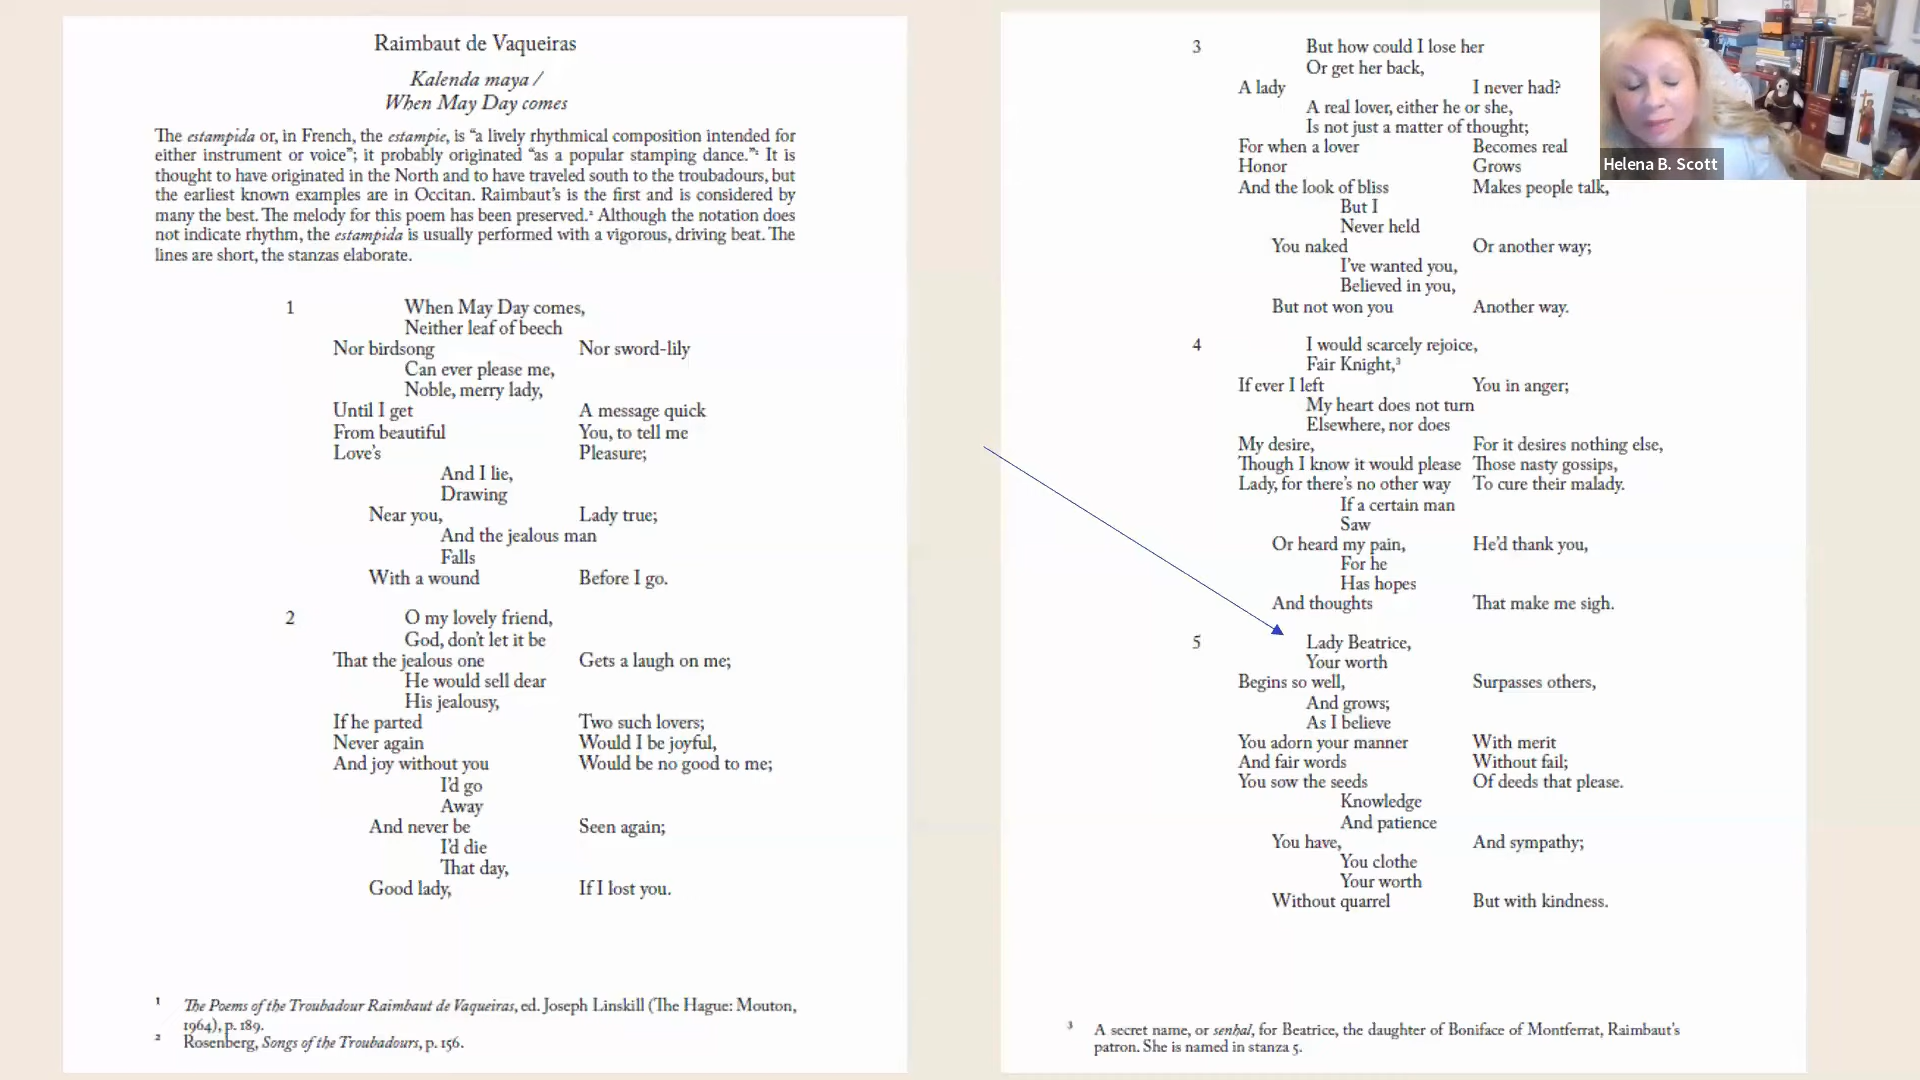 Raimbaut de Vaqueiras
Kalenda maya /
When May Day comes
The estampida or, in French, the estampie, is “a lively rhythmical composition intended for
either instrument or voice”; it probably originated “as a popular stamping dance.”¹ It is
thought to have originated in the North and to have traveled south to the troubadours, but
the earliest known examples are in Occitan. Raimbaut’s is the first and is considered by
many the best. The melody for this poem has been preserved.² Although the notation does
not indicate rhythm, the estampida is usually performed with a vigorous, driving beat. The
lines are short, the stanzas elaborate.
1 When May Day comes,
Neither leaf of beech
Nor birdsong Nor sword-lily
Can ever please me,
Noble, merry lady,
Until I get A message quick
From beautiful You, to tell me
Love’s Pleasure;
And I lie,
Drawing
Near you, Lady true;
And the jealous man
Falls
With a wound Before I go.
2 O my lovely friend,
God, don’t let it be
That the jealous one Gets a laugh on me;
He would sell dear
His jealousy,
If he parted Two such lovers;
Never again Would I be joyful,
And joy without you Would be no good to me;
I’d go
Away
And never be Seen again;
I’d die
That day,
Good lady, If I lost you.
¹ The Poems of the Troubadour Raimbaut de Vaqueiras, ed. Joseph Linskill (The Hague: Mouton,
1964), p. 189.
² Rosenberg, Songs of the Troubadours, p. 156.
3 But how could I lose her
Or get her back,
A lady I never had?
A real lover, either he or she,
Is not just a matter of thought;
For when a lover Becomes real
Honor Grows
And the look of bliss Makes people talk,
But I
Never held
You naked Or another way;
I’ve wanted you,
Believed in you,
But not won you Another way.
4 I would scarcely rejoice,
Fair Knight,³
If ever I left You in anger;
My heart does not turn
Elsewhere, nor does
My desire, For it desires nothing else,
Though I know it would please Those nasty gossips,
Lady, for there’s no other way To cure their malady.
If a certain man
Saw
Or heard my pain, He’d thank you,
For he
Has hopes
And thoughts That make me sigh.
5 Lady Beatrice,
Your worth
Begins so well, Surpasses others,
And grows;
As I believe
You adorn your manner With merit
And fair words Without fail;
You sow the seeds Of deeds that please.
Knowledge
And patience
You have, And sympathy;
You clothe
Your worth
Without quarrel But with kindness.
³ A secret name, or senhal, for Beatrice, the daughter of Boniface of Montferrat, Raimbaut’s
patron. She is named in stanza 5.
Helena B. Scott